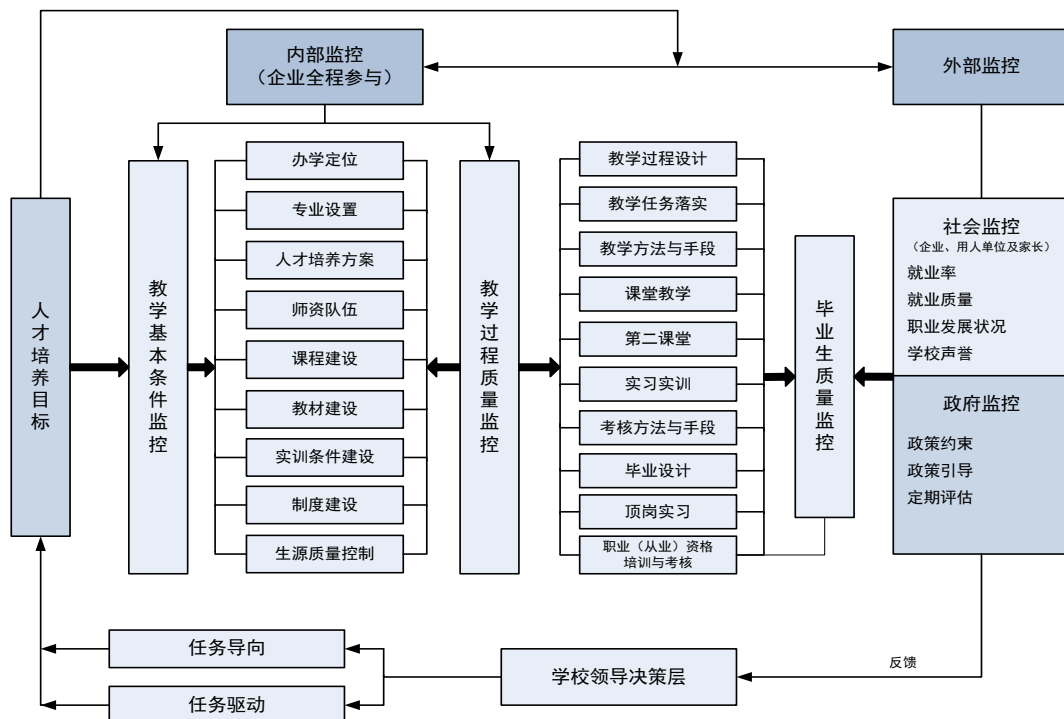 内部监控
（企业全程参与）
外部监控
人才培养目标
教学基本条件监控
办学定位
专业设置
人才培养方案
师资队伍
课程建设
教材建设
实训条件建设
制度建设
生源质量控制
教学过程质量监控
教学过程设计
教学任务落实
教学方法与手段
课堂教学
第二课堂
实习实训
考核方法与手段
毕业设计
顶岗实习
职业（从业）资格
培训与考核
毕业生质量监控
社会监控
（企业、用人单位及家长）
就业率
就业质量
职业发展状况
学校声誉
政府监控
政策约束
政策引导
定期评估
任务导向
任务驱动
学校领导决策层
反馈